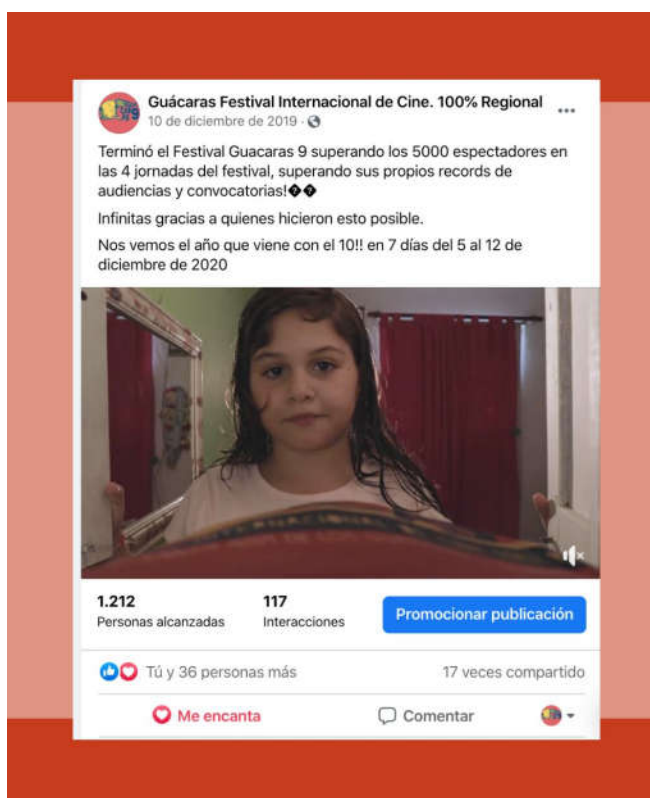 Guácaras Festival Internacional de Cine. 100% Regional
10 de diciembre de 2019 ·
Terminó el Festival Guacaras 9 superando los 5000 espectadores en
las 4 jornadas del festival, superando sus propios records de
audiencias y convocatorias!��
Infinitas gracias a quienes hicieron esto posible.
Nos vemos el año que viene con el 10!! en 7 días del 5 al 12 de
diciembre de 2020
1.212
Personas alcanzadas
117
Interacciones
Promocionar publicación
Tú y 36 personas más
17 veces compartido
Me encanta
Comentar